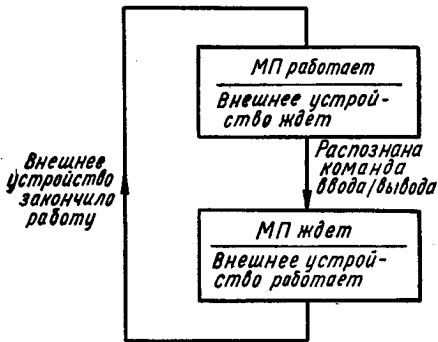 МП работает
Внешнее устрой-
ство ждет
Распознана
команда
ввода/вывода
Внешнее
устройство
закончило
работу
МП ждет
Внешнее устрой-
ство работает